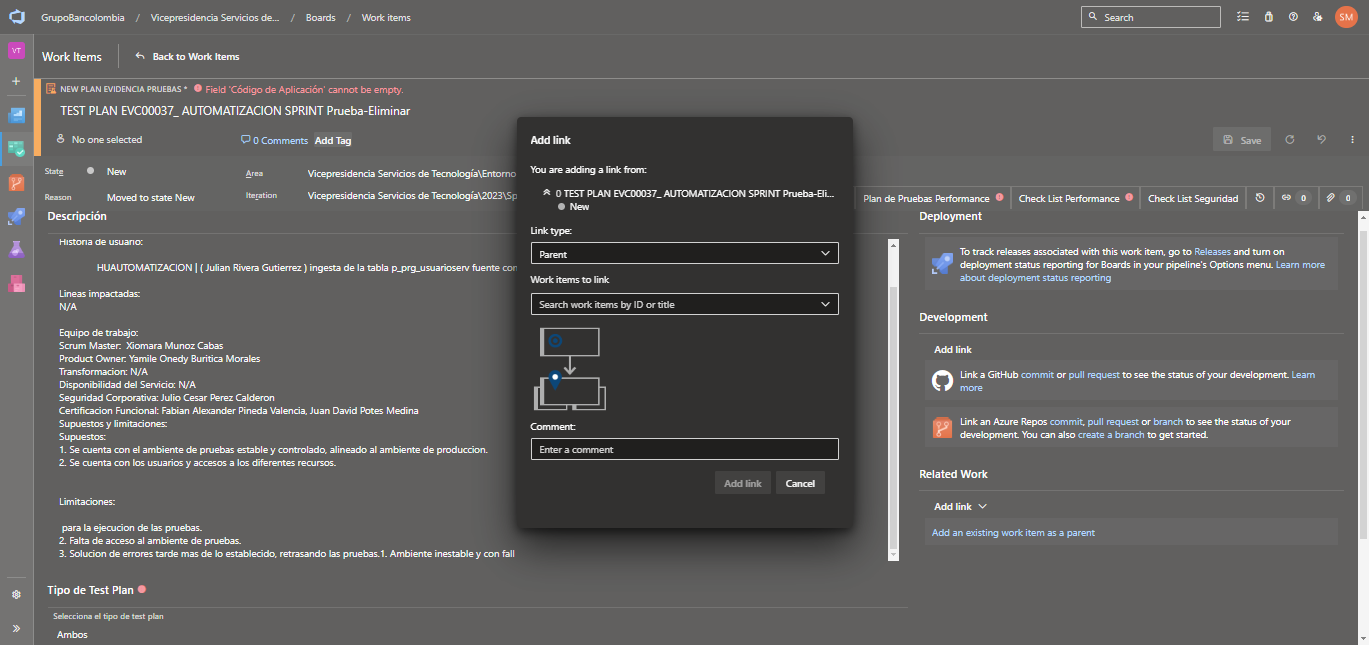 GrupoBancolombia / Vicepresidencia Servicios de... / Boards / Work items
Search
SM
VT
Work Items
Back to Work Items
NEW PLAN EVIDENCIA PRUEBAS * Field 'Código de Aplicación' cannot be empty.
TEST PLAN EVC00037_ AUTOMATIZACION SPRINT Prueba-Eliminar
No one selected
0 Comments
Add Tag
Save
State
New
Area
Vicepresidencia Servicios de Tecnología\Entorno
Reason
Moved to state New
Iteration
Vicepresidencia Servicios de Tecnología\2023\Sp
Plan de Pruebas Performance
Check List Performance
Check List Seguridad
0
0
Descripción
Historia de usuario:
HUAUTOMATIZACION | ( Julian Rivera Gutierrez ) ingesta de la tabla p_prg_usuarioserv fuente con
Lineas impactadas:
N/A
Equipo de trabajo:
Scrum Master: Xiomara Munoz Cabas
Product Owner: Yamile Onedy Buritica Morales
Transformacion: N/A
Disponibilidad del Servicio: N/A
Seguridad Corporativa: Julio Cesar Perez Calderon
Certificacion Funcional: Fabian Alexander Pineda Valencia, Juan David Potes Medina
Supuestos y limitaciones:
Supuestos:
1. Se cuenta con el ambiente de pruebas estable y controlado, alineado al ambiente de produccion.
2. Se cuenta con los usuarios y accesos a los diferentes recursos.
Limitaciones:
para la ejecucion de las pruebas.
2. Falta de acceso al ambiente de pruebas.
3. Solucion de errores tarde mas de lo establecido, retrasando las pruebas.1. Ambiente inestable y con fall
Tipo de Test Plan
Selecciona el tipo de test plan
Ambos
Add link
You are adding a link from:
0 TEST PLAN EVC00037_ AUTOMATIZACION SPRINT Prueba-Eli...
New
Link type:
Parent
Work items to link
Search work items by ID or title
Comment:
Enter a comment
Add link
Cancel
Deployment
To track releases associated with this work item, go to Releases and turn on
deployment status reporting for Boards in your pipeline's Options menu. Learn more
about deployment status reporting
Development
Add link
Link a GitHub commit or pull request to see the status of your development. Learn
more
Link an Azure Repos commit, pull request or branch to see the status of your
development. You can also create a branch to get started.
Related Work
Add link
Add an existing work item as a parent